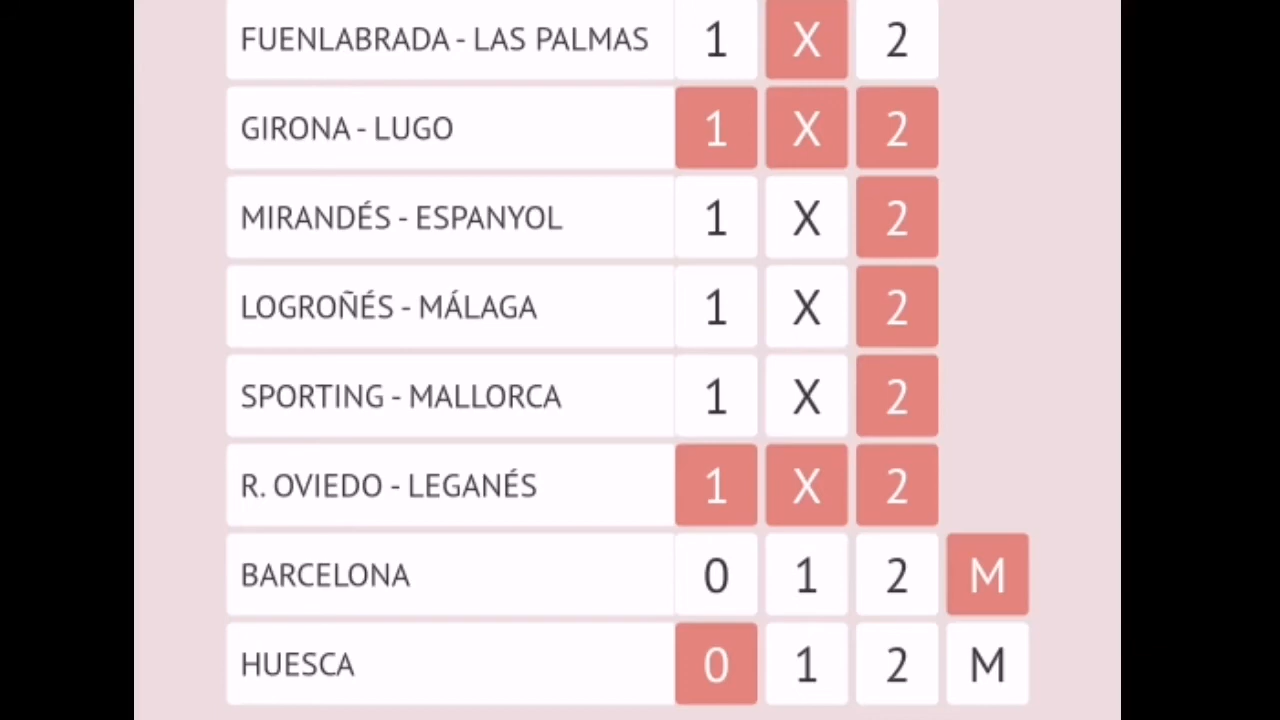 FUENLABRADA - LAS PALMAS 1 X 2
GIRONA - LUGO 1 X 2
MIRANDÉS - ESPANYOL 1 X 2
LOGROÑÉS - MÁLAGA 1 X 2
SPORTING - MALLORCA 1 X 2
R. OVIEDO - LEGANÉS 1 X 2
BARCELONA 0 1 2 M
HUESCA 0 1 2 M